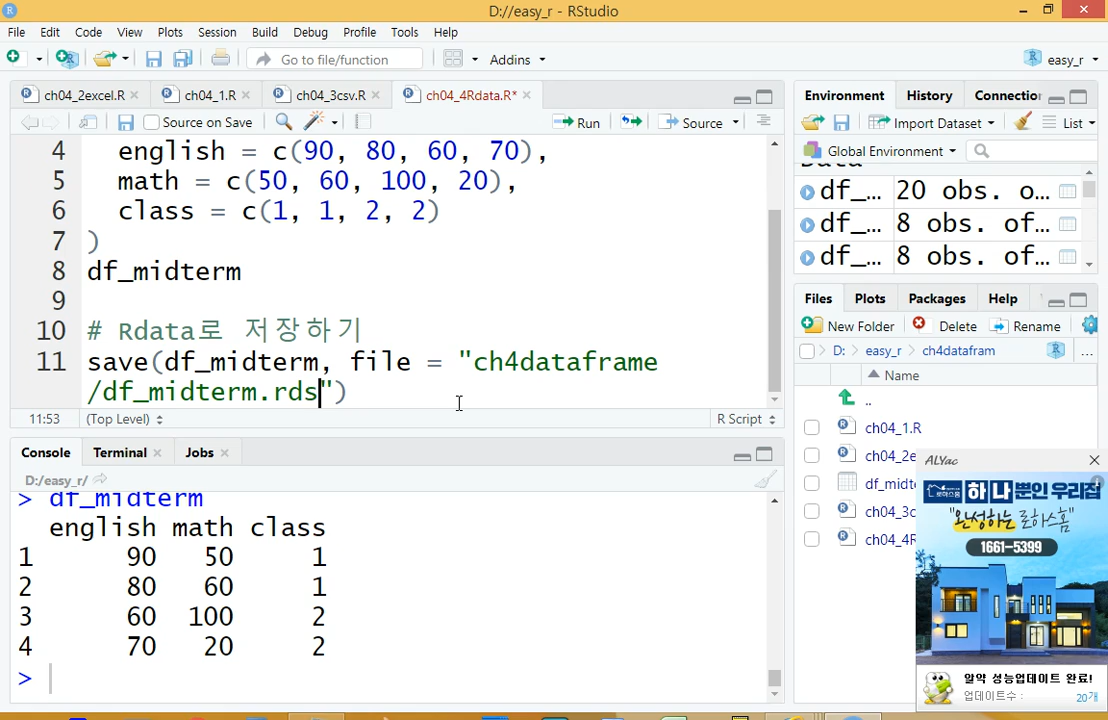 D://easy_r - RStudio
File Edit Code View Plots Session Build Debug Profile Tools Help
Go to file/function Addins easy_r
ch04_2excel.R ch04_1.R ch04_3csv.R ch04_4Rdata.R*
Source on Save Run Source
4 english = c(90, 80, 60, 70),
5 math = c(50, 60, 100, 20),
6 class = c(1, 1, 2, 2)
7 )
8 df_midterm
9
10 # Rdata로 저장하기
11 save(df_midterm, file = "ch4dataframe
/df_midterm.rds")
11:53 (Top Level) R Script
Console Terminal Jobs
D:/easy_r/
> df_midterm
english math class
1 90 50 1
2 80 60 1
3 60 100 2
4 70 20 2
>
Environment History Connection
Import Dataset List
Global Environment
Data
df_... 20 obs. o...
df_... 8 obs. of...
df_... 8 obs. of...
Files Plots Packages Help
New Folder Delete Rename
D: easy_r ch4datafram ...
Name
..
ch04_1.R
ch04_2e
df_midte
ch04_3c
ch04_4R
ALYac
하나뿐인 우리집
"완성하는 로하스홈"
1661-5399
알약 성능업데이트 완료!
업데이트수 : 20개